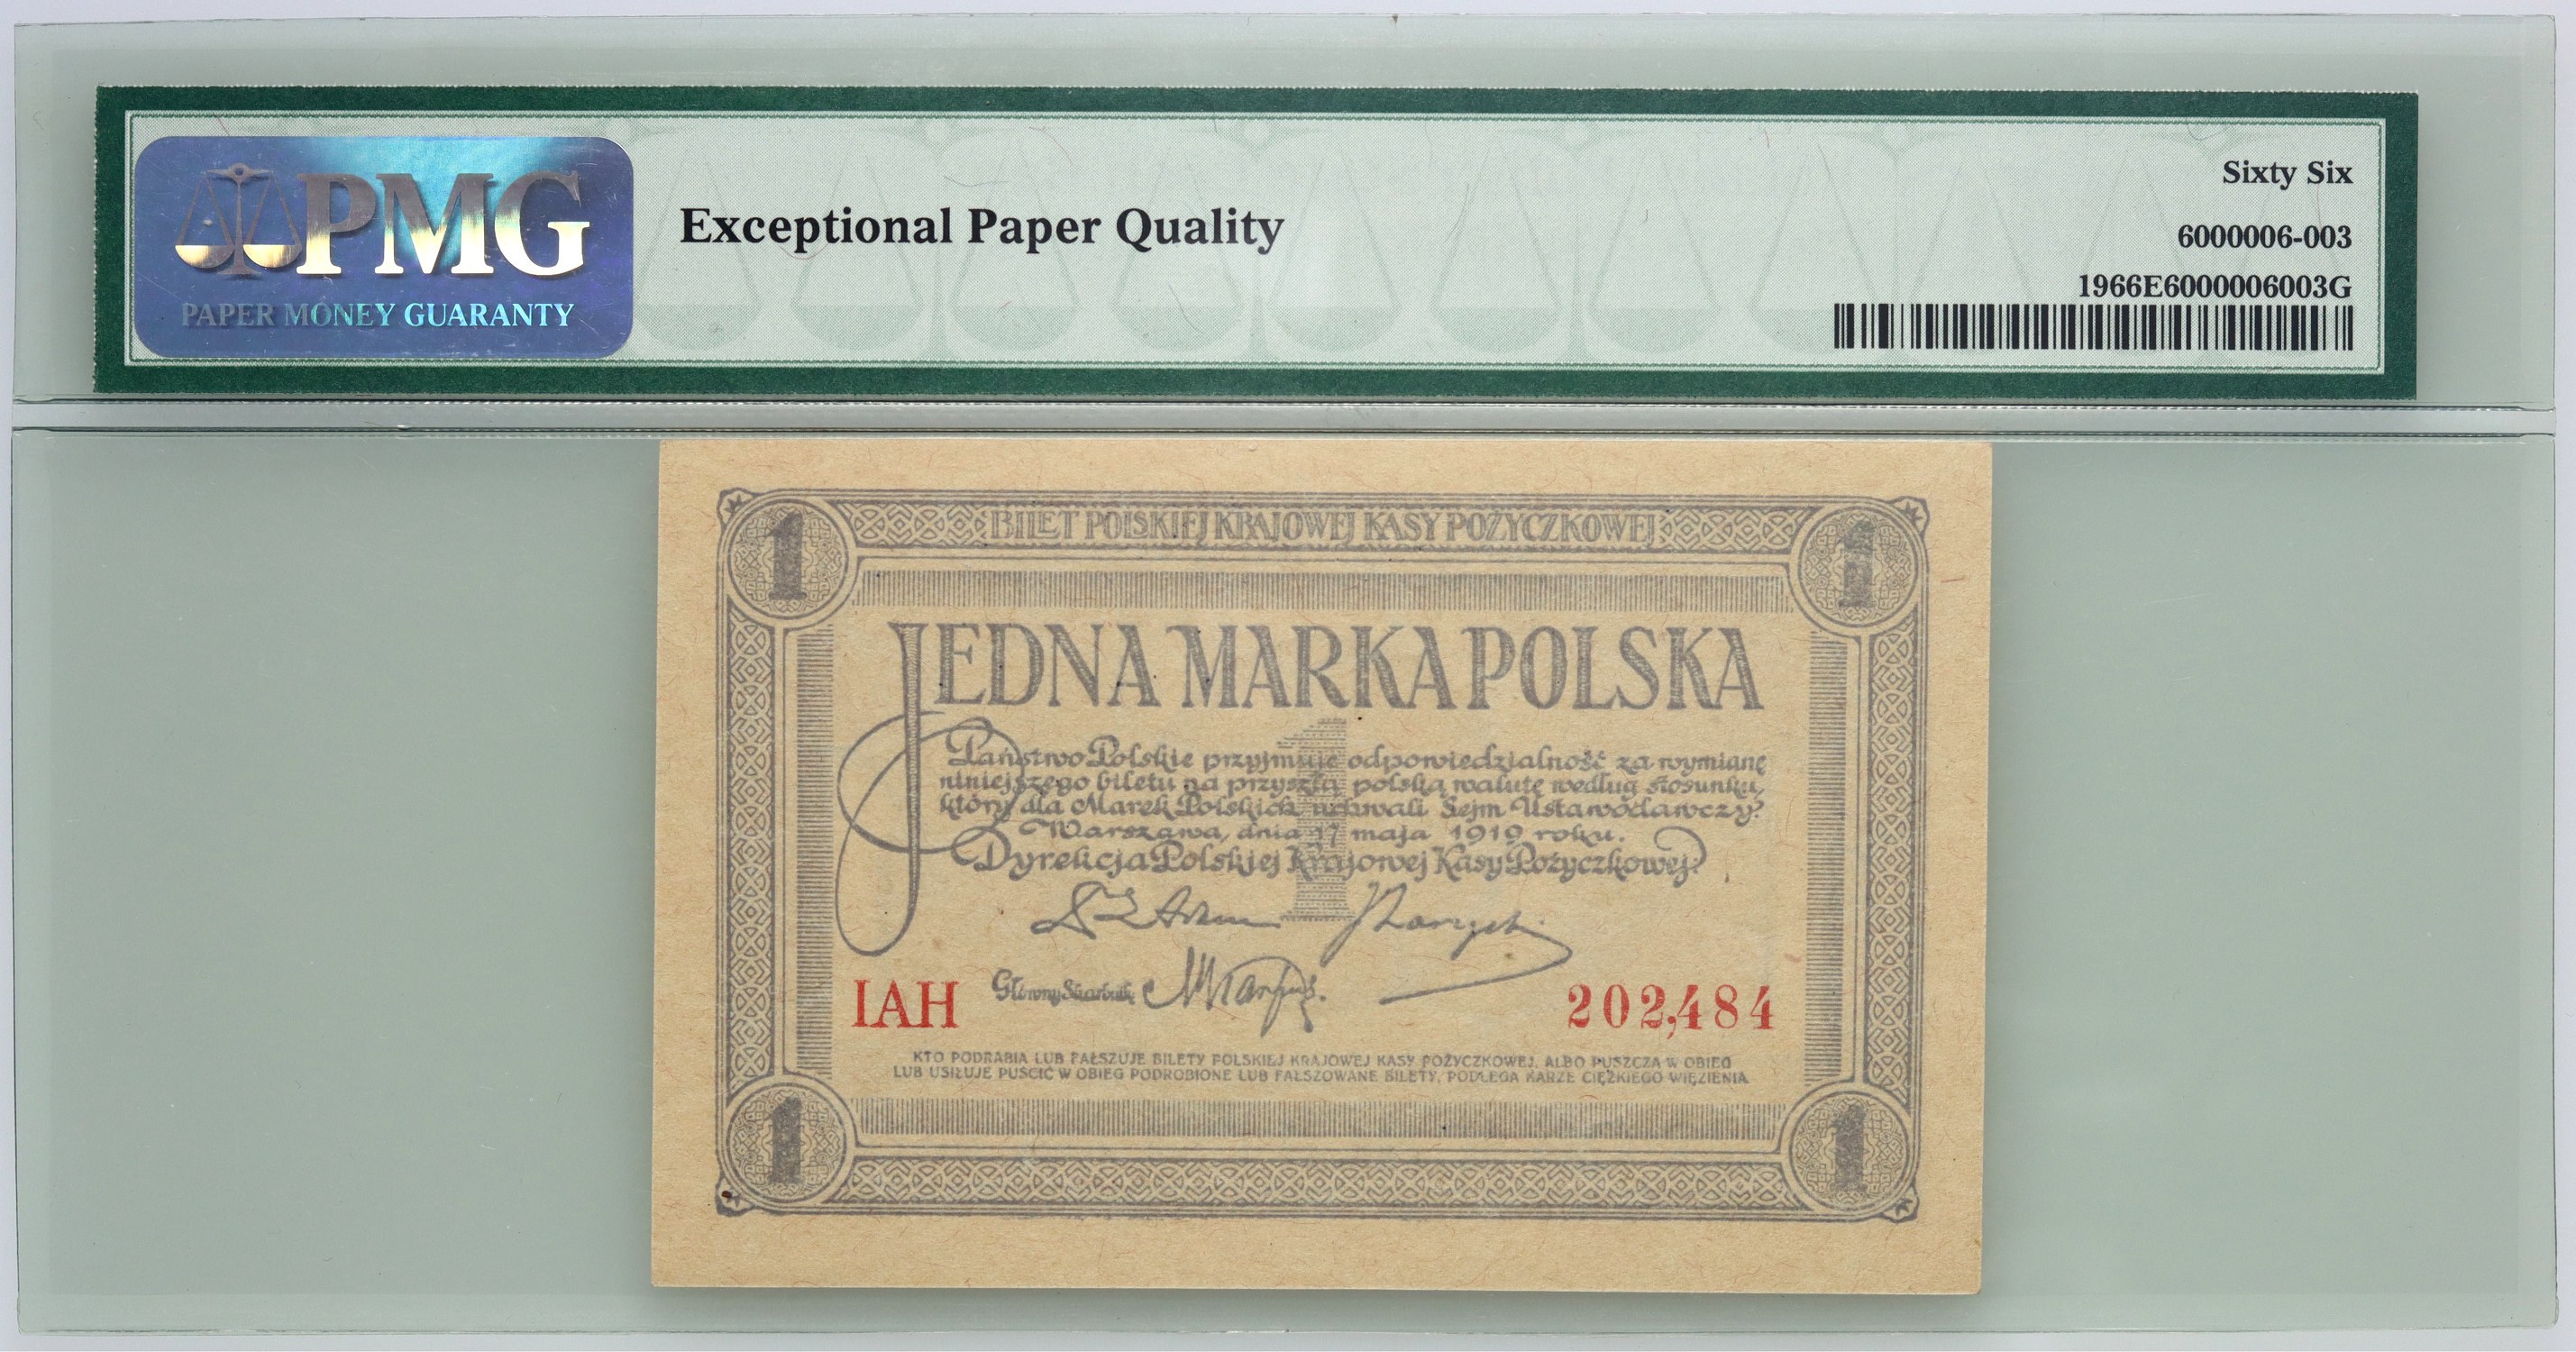 PMG
PAPER MONEY GUARANTY
Exceptional Paper Quality
Sixty Six
6000006-003
1966E6000006003G
1 BILET POLSKIEJ KRAJOWEJ KASY POŻYCZKOWEJ 1
JEDNA MARKA POLSKA
1
Państwo Polskie przyjmuje odpowiedzialność za wymianę
niniejszego biletu na przyszłą polską walutę według stosunku,
który dla Marek Polskich uchwali Sejm Ustawodawczy.
Warszawa, dnia 17 maja 1919 roku.
Dyrekcja Polskiej Krajowej Kasy Pożyczkowej:
IAH Główny Skarbnik 202,484
KTO PODRABIA LUB FAŁSZUJE BILETY POLSKIEJ KRAJOWEJ KASY POŻYCZKOWEJ, ALBO PUSZCZA W OBIEG
LUB USIŁUJE PUŚCIĆ W OBIEG PODROBIONE LUB FAŁSZOWANE BILETY, PODLEGA KARZE CIĘŻKIEGO WIĘZIENIA
1 1